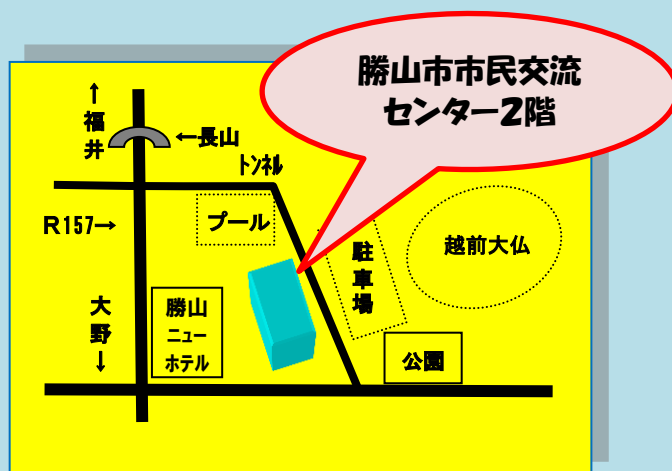 勝山市市民交流
センター2階
↑
福井
←長山
トンネル
R157→
プール
駐車場
越前大仏
大野
↓
勝山
ニュー
ホテル
公園